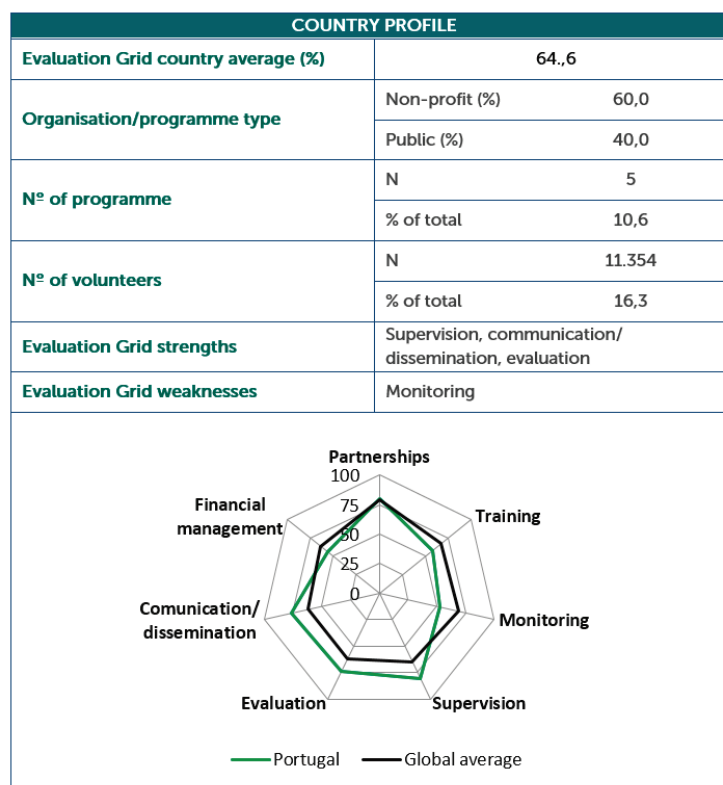 COUNTRY PROFILE
Evaluation Grid country average (%) 64.,6
Organisation/programme type
Non-profit (%) 60,0
Public (%) 40,0
Nº of programme
N 5
% of total 10,6
Nº of volunteers
N 11.354
% of total 16,3
Evaluation Grid strengths
Supervision, communication/
dissemination, evaluation
Evaluation Grid weaknesses Monitoring
Partnerships
100
75
50
25
0
Training
Monitoring
Supervision
Evaluation
Comunication/
dissemination
Financial
management
Portugal Global average